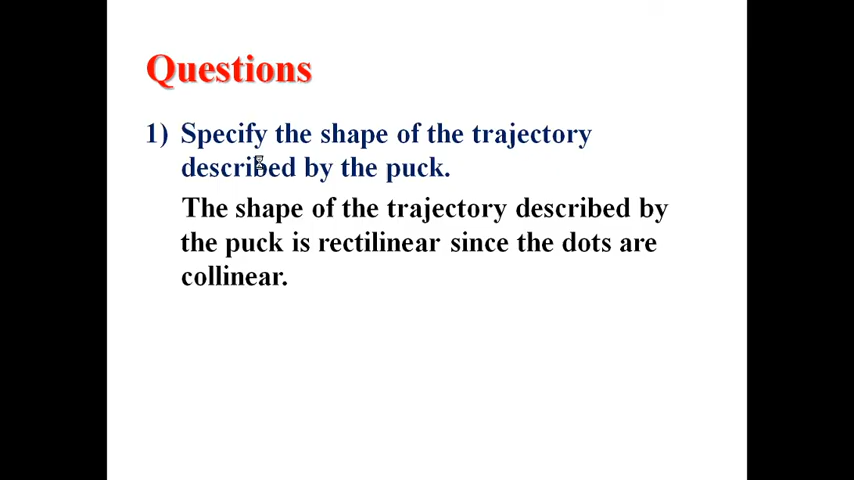 Questions
1) Specify the shape of the trajectory
described by the puck.
The shape of the trajectory described by
the puck is rectilinear since the dots are
collinear.